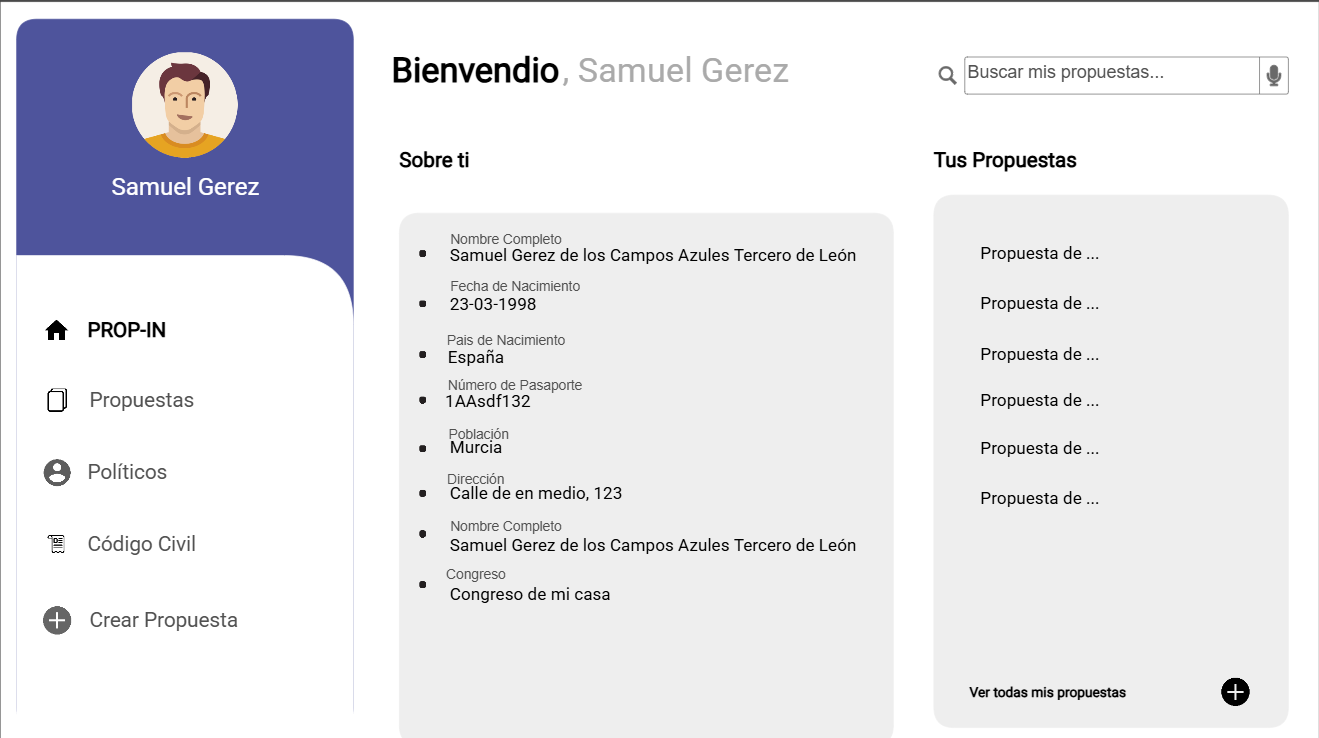 Samuel Gerez
PROP-IN
Propuestas
Políticos
Código Civil
Crear Propuesta
Bienvendio, Samuel Gerez
Buscar mis propuestas...
Sobre ti
Nombre Completo
Samuel Gerez de los Campos Azules Tercero de León
Fecha de Nacimiento
23-03-1998
Pais de Nacimiento
España
Número de Pasaporte
1AAsdf132
Población
Murcia
Dirección
Calle de en medio, 123
Nombre Completo
Samuel Gerez de los Campos Azules Tercero de León
Congreso
Congreso de mi casa
Tus Propuestas
Propuesta de ...
Propuesta de ...
Propuesta de ...
Propuesta de ...
Propuesta de ...
Propuesta de ...
Ver todas mis propuestas